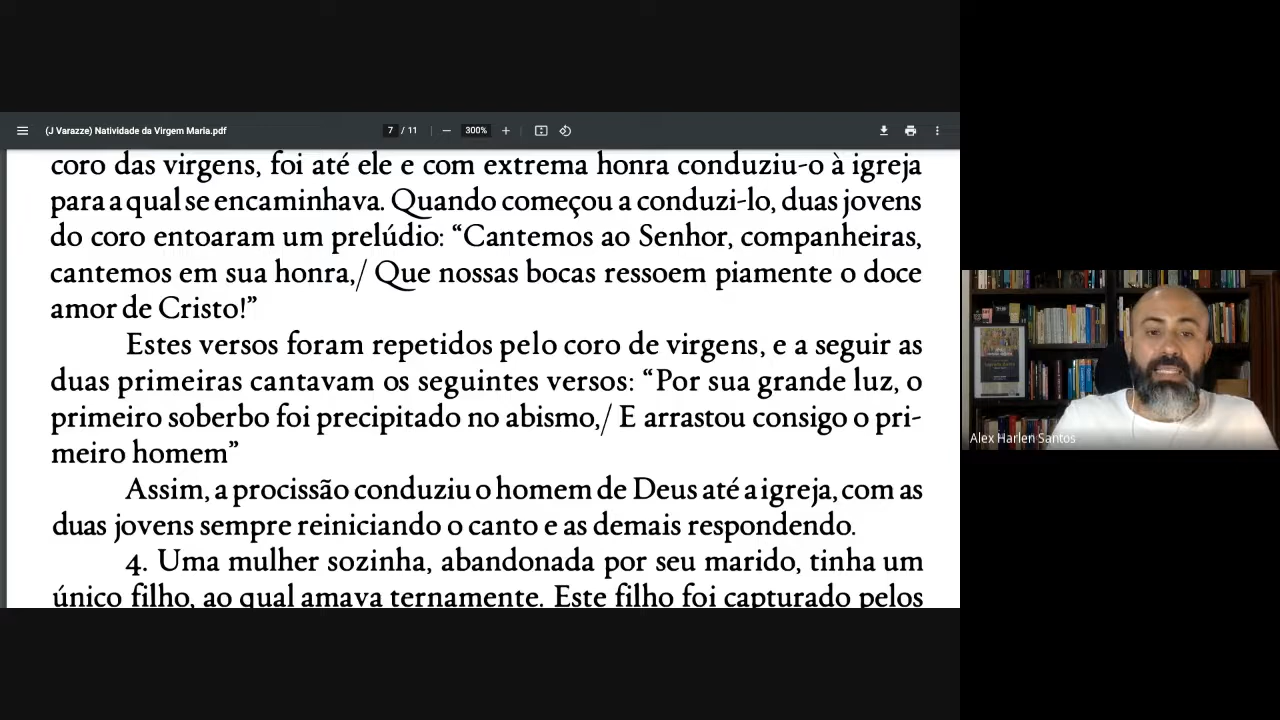 (J Varazze) Natividade da Virgem Maria.pdf
7 / 11
300%
coro das virgens, foi até ele e com extrema honra conduziu-o à igreja
para a qual se encaminhava. Quando começou a conduzi-lo, duas jovens
do coro entoaram um prelúdio: “Cantemos ao Senhor, companheiras,
cantemos em sua honra,/ Que nossas bocas ressoem piamente o doce
amor de Cristo!”
Estes versos foram repetidos pelo coro de virgens, e a seguir as
duas primeiras cantavam os seguintes versos: “Por sua grande luz, o
primeiro soberbo foi precipitado no abismo,/ E arrastou consigo o pri-
meiro homem”
Assim, a procissão conduziu o homem de Deus até a igreja, com as
duas jovens sempre reiniciando o canto e as demais respondendo.
4. Uma mulher sozinha, abandonada por seu marido, tinha um
único filho, ao qual amava ternamente. Este filho foi capturado pelos
Alex Harlen Santos